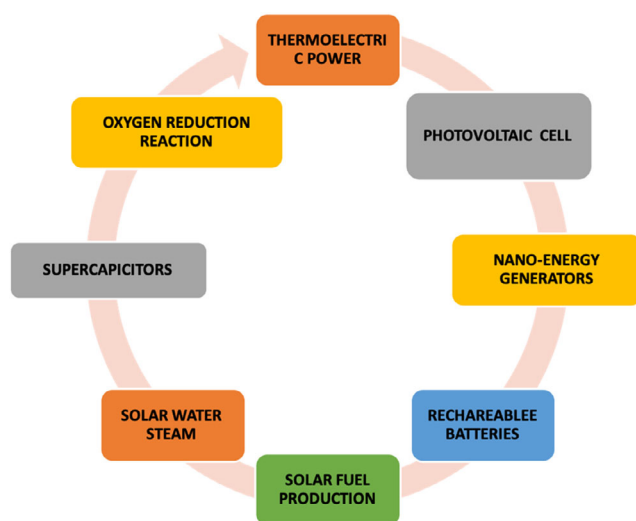 THERMOELECTRI
C POWER
PHOTOVOLTAIC CELL
NANO-ENERGY
GENERATORS
RECHAREABLEE
BATTERIES
SOLAR FUEL
PRODUCTION
SOLAR WATER
STEAM
SUPERCAPICITORS
OXYGEN REDUCTION
REACTION